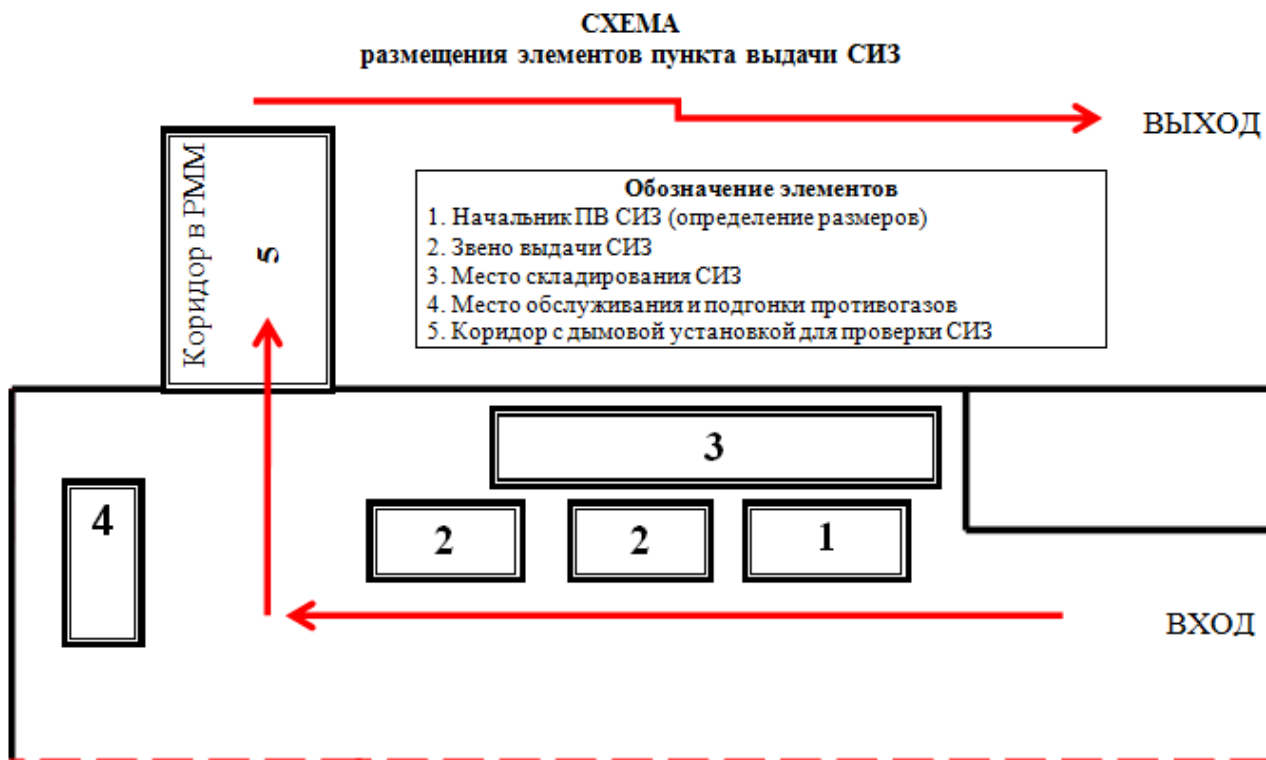 СХЕМА
размещения элементов пункта выдачи СИЗ
ВЫХОД
Коридор в РММ
5
Обозначение элементов
1. Начальник ПВ СИЗ (определение размеров)
2. Звено выдачи СИЗ
3. Место складирования СИЗ
4. Место обслуживания и подгонки противогазов
5. Коридор с дымовой установкой для проверки СИЗ
3
4
2
2
1
ВХОД